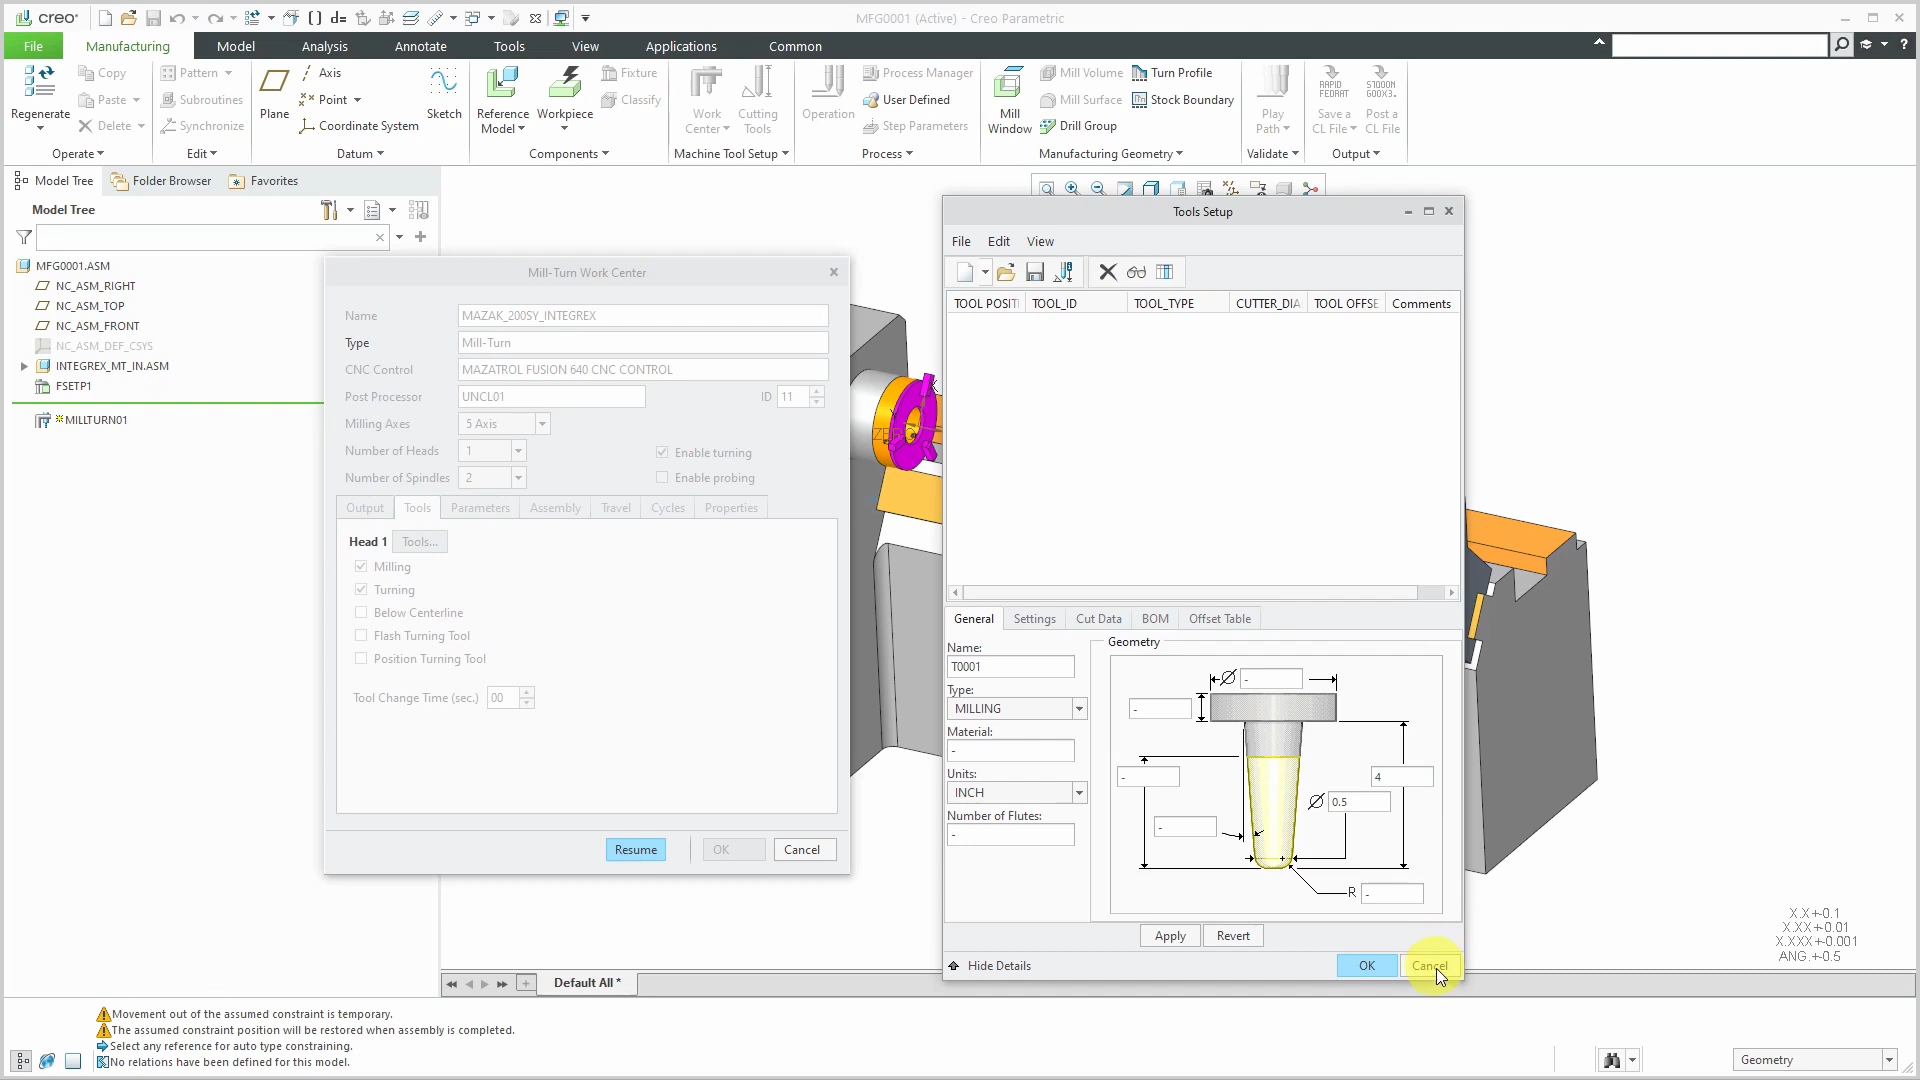 creo
MFG0001 (Active) - Creo Parametric
File Manufacturing Model Analysis Annotate Tools View Applications Common
Regenerate
Copy
Paste
Delete
Operate
Pattern
Subroutines
Synchronize
Edit
Plane
Axis
Point
Coordinate System
Sketch
Datum
Reference Model
Workpiece
Fixture
Classify
Components
Work Center
Cutting Tools
Machine Tool Setup
Operation
Process Manager
User Defined
Step Parameters
Process
Mill Window
Mill Volume
Mill Surface
Drill Group
Turn Profile
Stock Boundary
Manufacturing Geometry
Play Path
Validate
Save a CL File
Post a CL File
Output
Model Tree Folder Browser Favorites
Model Tree
MFG0001.ASM
NC_ASM_RIGHT
NC_ASM_TOP
NC_ASM_FRONT
NC_ASM_DEF_CSYS
INTEGREX_MT_IN.ASM
FSETP1
MILLTURN01
Mill-Turn Work Center
Name MAZAK_200SY_INTEGREX
Type Mill-Turn
CNC Control MAZATROL FUSION 640 CNC CONTROL
Post Processor UNCL01 ID 11
Milling Axes 5 Axis
Number of Heads 1 Enable turning
Number of Spindles 2 Enable probing
Output Tools Parameters Assembly Travel Cycles Properties
Head 1 Tools...
Milling
Turning
Below Centerline
Flash Turning Tool
Position Turning Tool
Tool Change Time (sec.) 00
Resume OK Cancel
Tools Setup
File Edit View
TOOL POSITI TOOL_ID TOOL_TYPE CUTTER_DIA TOOL OFFSE Comments
General Settings Cut Data BOM Offset Table
Name:
T0001
Type:
MILLING
Material:
-
Units:
INCH
Number of Flutes:
-
Geometry
Ø -
-
-
4
Ø 0.5
-
R -
Apply Revert
Hide Details OK Cancel
X.X+-0.1
X.XX+-0.01
X.XXX+-0.001
ANG.+-0.5
Default All *
Movement out of the assumed constraint is temporary.
The assumed constraint position will be restored when assembly is completed.
Select any reference for auto type constraining.
No relations have been defined for this model.
Geometry